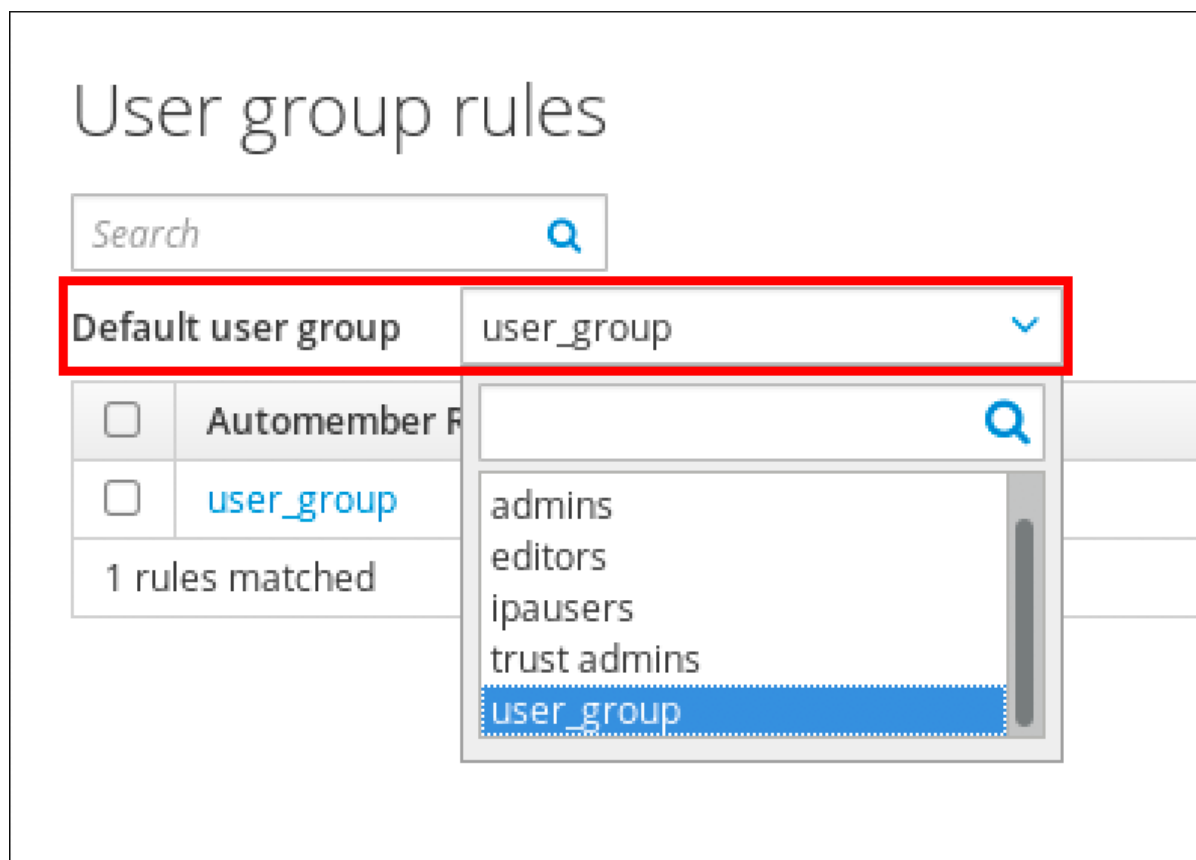 User group rules
Search
Default user group user_group
Automember R
user_group
1 rules matched
admins
editors
ipausers
trust admins
user_group